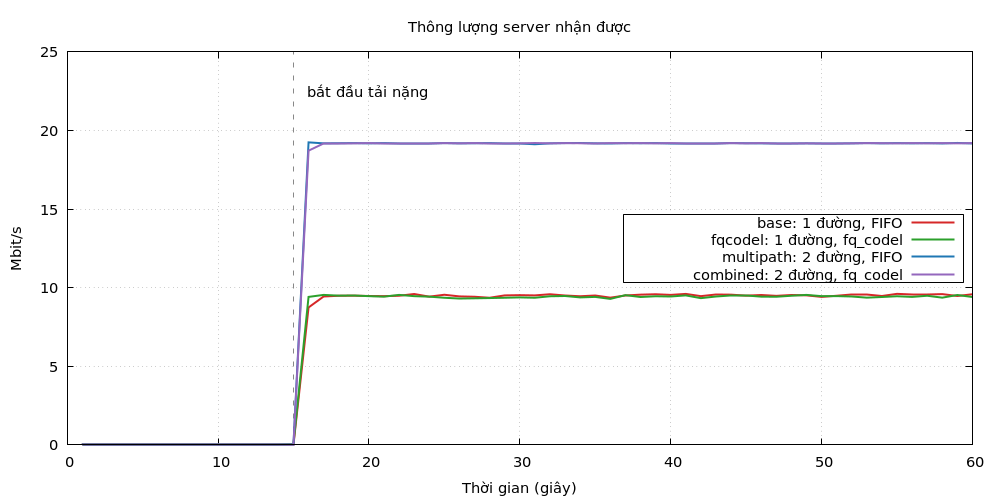 Thông lượng server nhận được
25
20
15
10
5
0
Mbit/s
bắt đầu tải nặng
base: 1 đường, FIFO
fqcodel: 1 đường, fq_codel
multipath: 2 đường, FIFO
combined: 2 đường, fq_codel
0 10 20 30 40 50 60
Thời gian (giây)